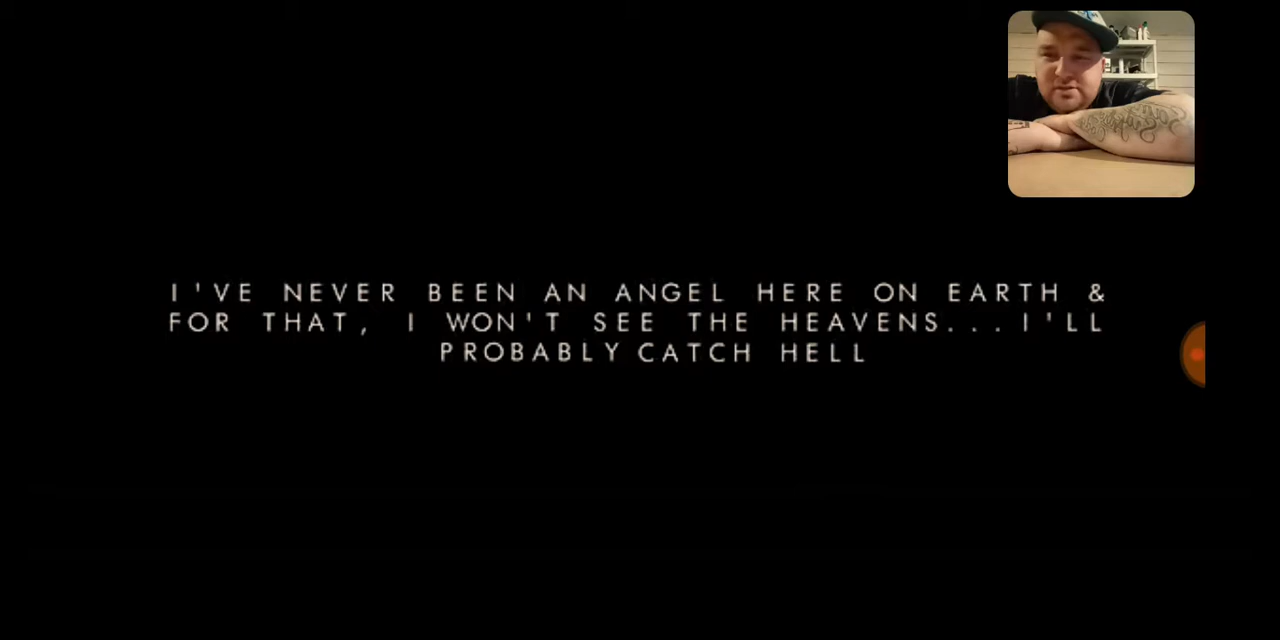 I'VE NEVER BEEN AN ANGEL HERE ON EARTH &
FOR THAT, I WON'T SEE THE HEAVENS...I'LL
PROBABLY CATCH HELL